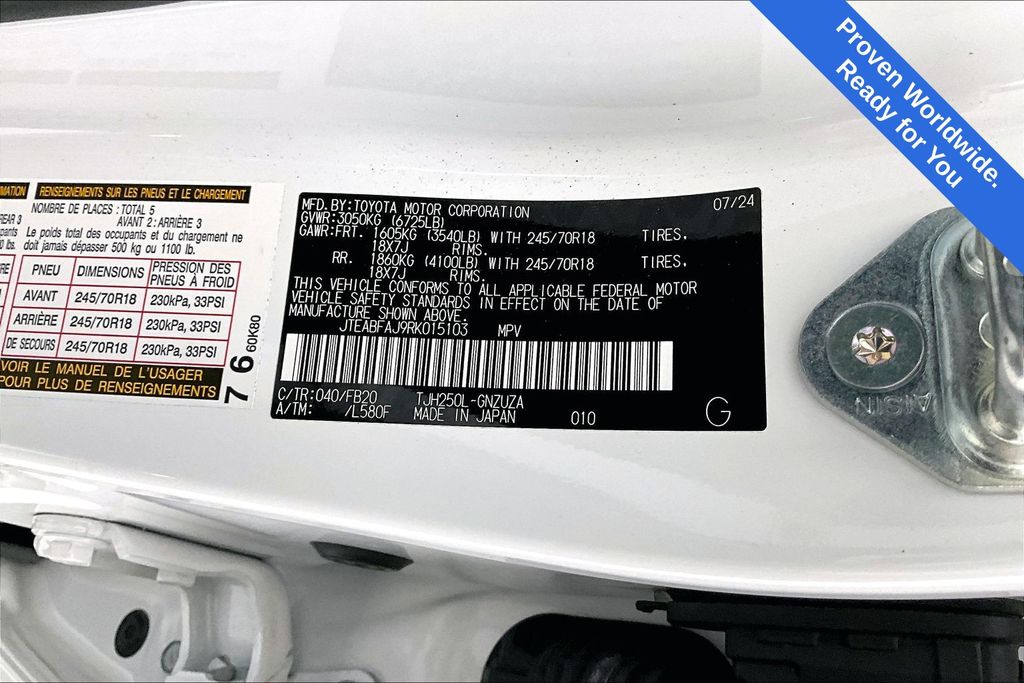 Proven Worldwide.
Ready for You
MATION
RENSEIGNEMENTS SUR LES PNEUS ET LE CHARGEMENT
NOMBRE DE PLACES: TOTAL 5
REAR 3
AVANT 2: ARRIÈRE 3
Le poids total des occupants et du chargement ne
doit jamais dépasser 500 kg ou 1100 lb.
PNEU DIMENSIONS PRESSION DES PNEUS À FROID
AVANT 245/70R18 230kPa, 33PSI
ARRIÈRE 245/70R18 230kPa, 33PSI
DE SECOURS 245/70R18 230kPa, 33PSI
VOIR LE MANUEL DE L'USAGER
POUR PLUS DE RENSEIGNEMENTS
7 6 60K80
MFD.BY:TOYOTA MOTOR CORPORATION 07/24
GVWR:3050KG (6725LB)
GAWR:FRT. 1605KG (3540LB) WITH 245/70R18 TIRES,
18X7J RIMS.
RR. 1860KG (4100LB) WITH 245/70R18 TIRES,
18X7J RIMS.
THIS VEHICLE CONFORMS TO ALL APPLICABLE FEDERAL MOTOR
VEHICLE SAFETY STANDARDS IN EFFECT ON THE DATE OF
MANUFACTURE SHOWN ABOVE.
JTEABFAJ9RK015103 MPV
C/TR:040/FB20 TJH250L-GNZUZA
A/TM: /L580F MADE IN JAPAN 010
G
AISIN